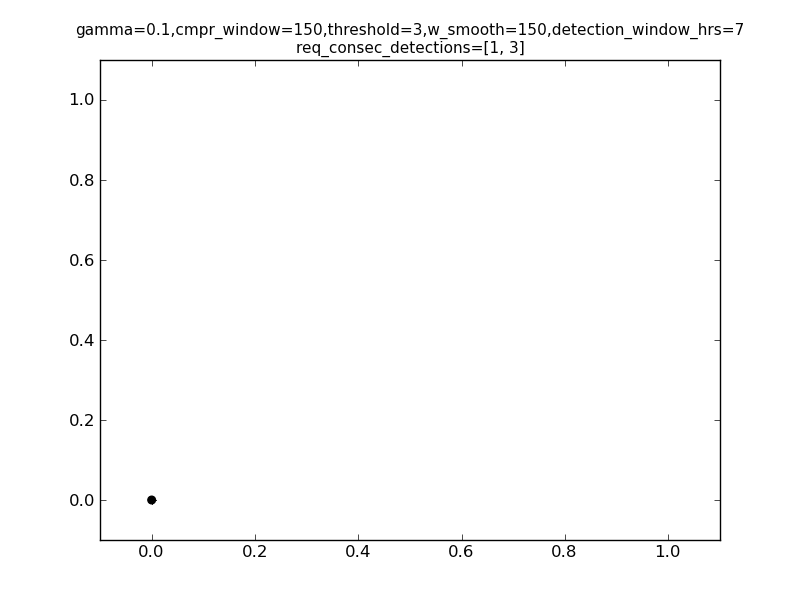 gamma=0.1,cmpr_window=150,threshold=3,w_smooth=150,detection_window_hrs=7
req_consec_detections=[1, 3]
1.0
0.8
0.6
0.4
0.2
0.0
0.0 0.2 0.4 0.6 0.8 1.0